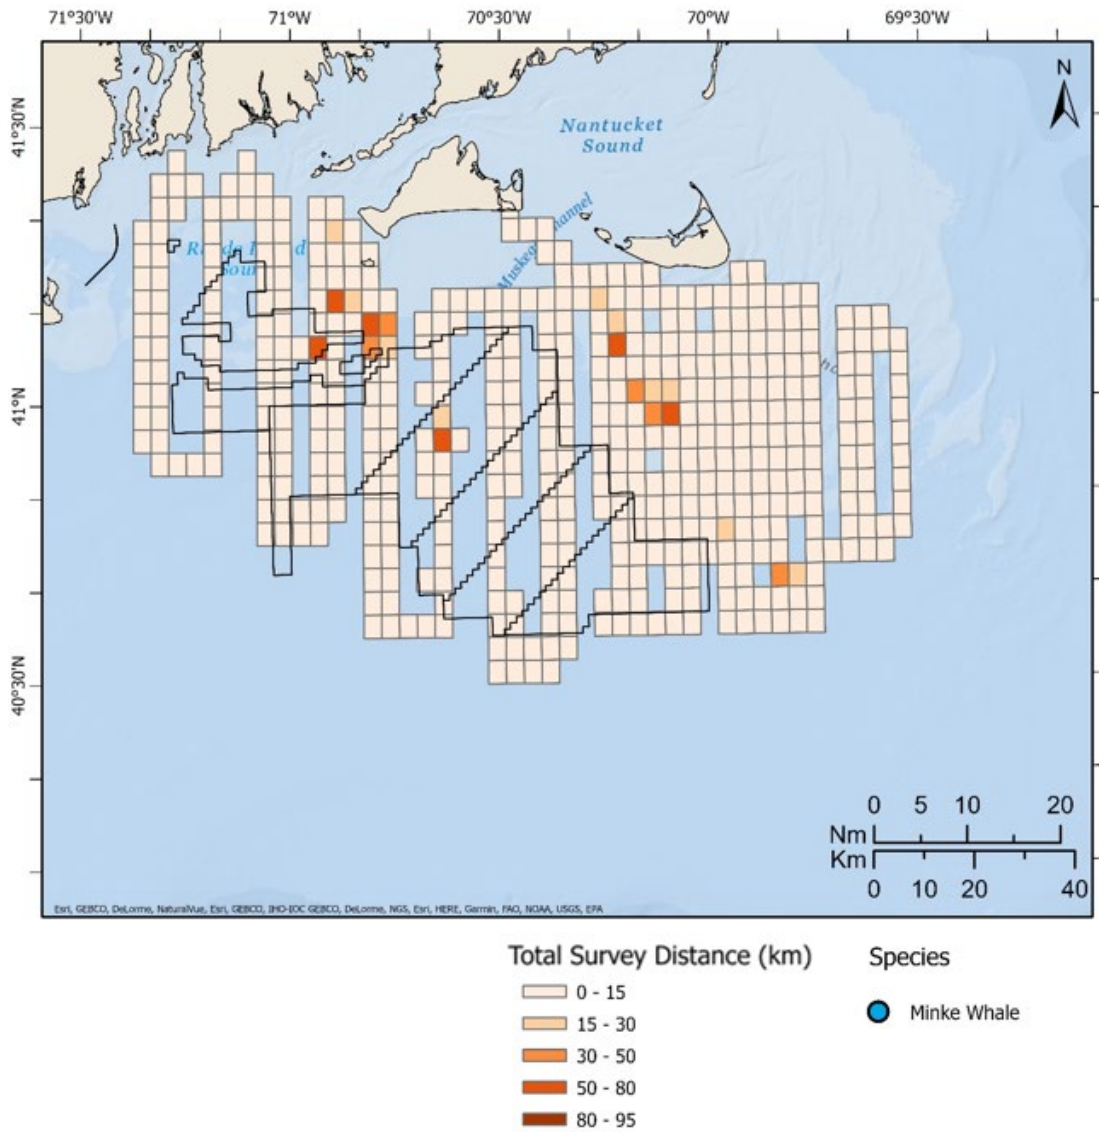 71°30'W 71°W 70°30'W 70°W 69°30'W
N
41°30'N
Nantucket
Sound
Muskeget Channel
Sound
41°N
40°30'N
0 5 10 20
Nm
Km
0 10 20 40
Esri, GEBCO, DeLorme, NaturalVue, Esri, GEBCO, IHO-IOC GEBCO, DeLorme, NGS, Esri, HERE, Garmin, FAO, NOAA, USGS, EPA
Total Survey Distance (km)
Species
0 - 15
Minke Whale
15 - 30
30 - 50
50 - 80
80 - 95